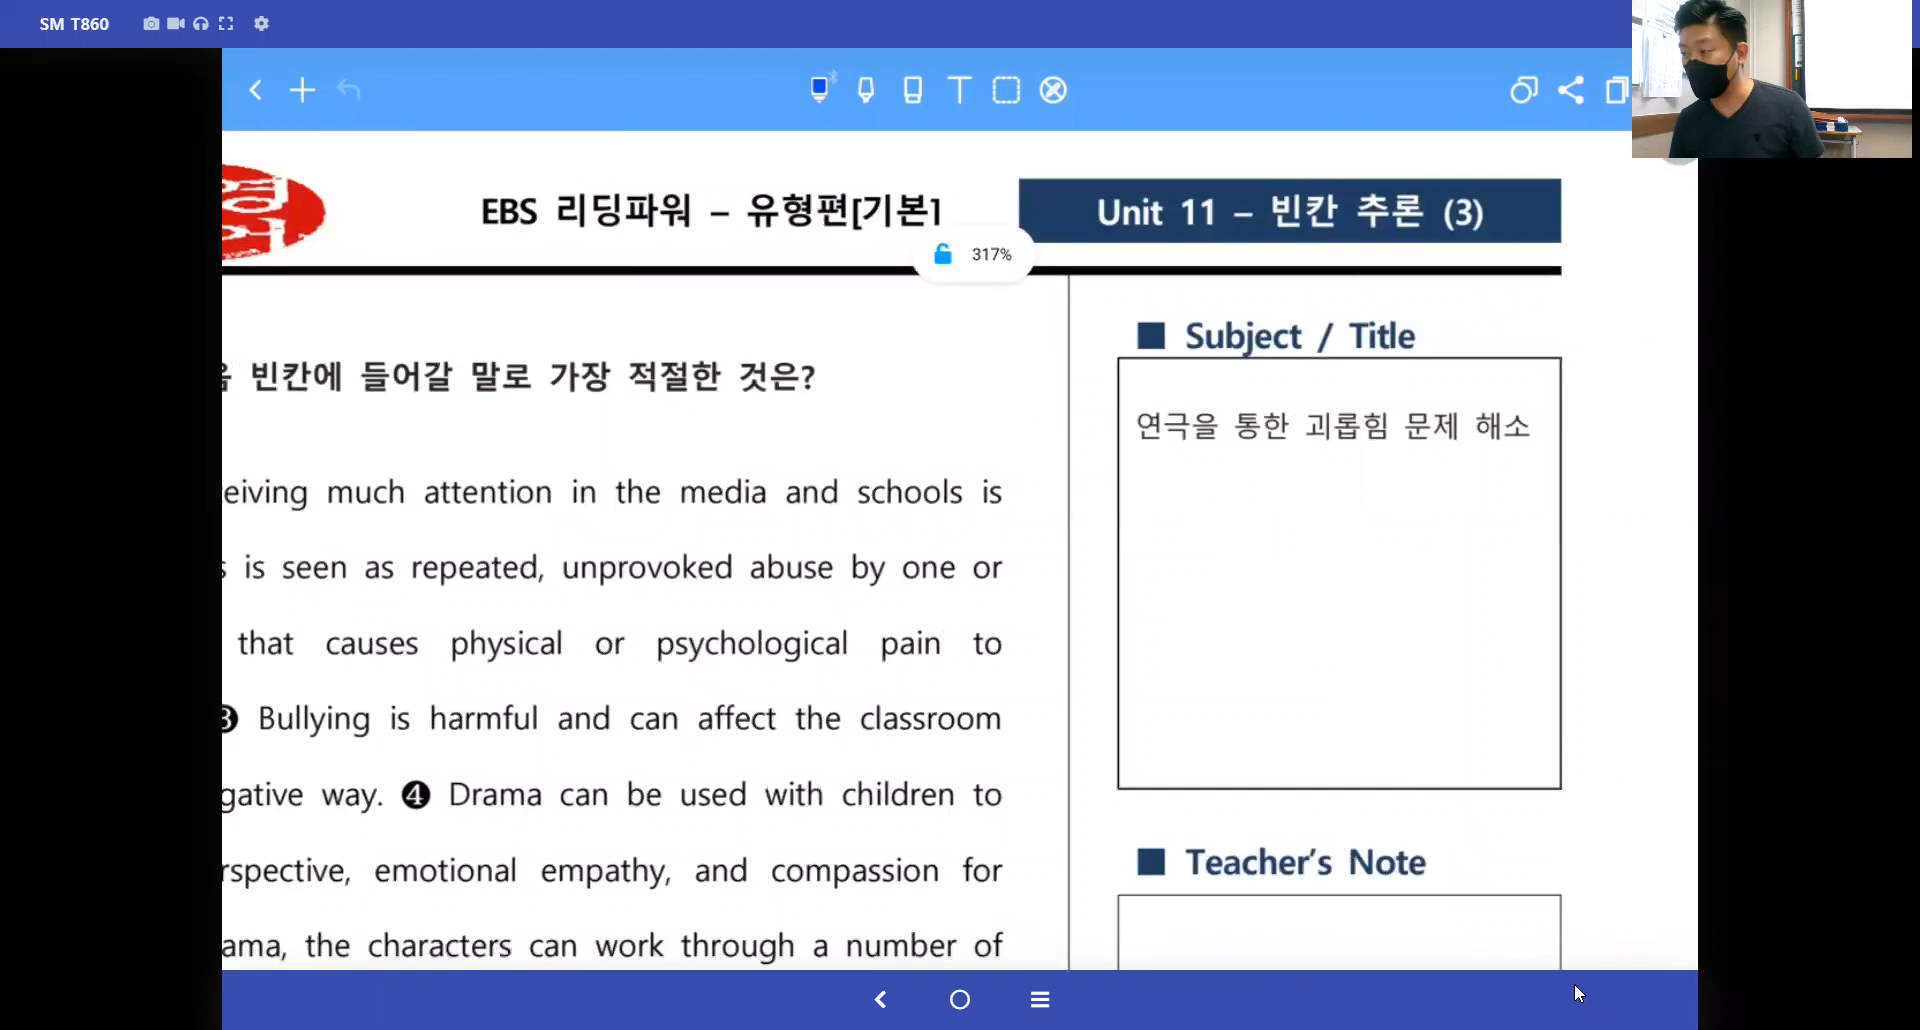 SM T860
EBS 리딩파워 – 유형편[기본]
Unit 11 – 빈칸 추론 (3)
317%
빈칸에 들어갈 말로 가장 적절한 것은?
eiving much attention in the media and schools is
s is seen as repeated, unprovoked abuse by one or
that causes physical or psychological pain to
❸ Bullying is harmful and can affect the classroom
gative way. ❹ Drama can be used with children to
rspective, emotional empathy, and compassion for
ama, the characters can work through a number of
■ Subject / Title
연극을 통한 괴롭힘 문제 해소
■ Teacher's Note